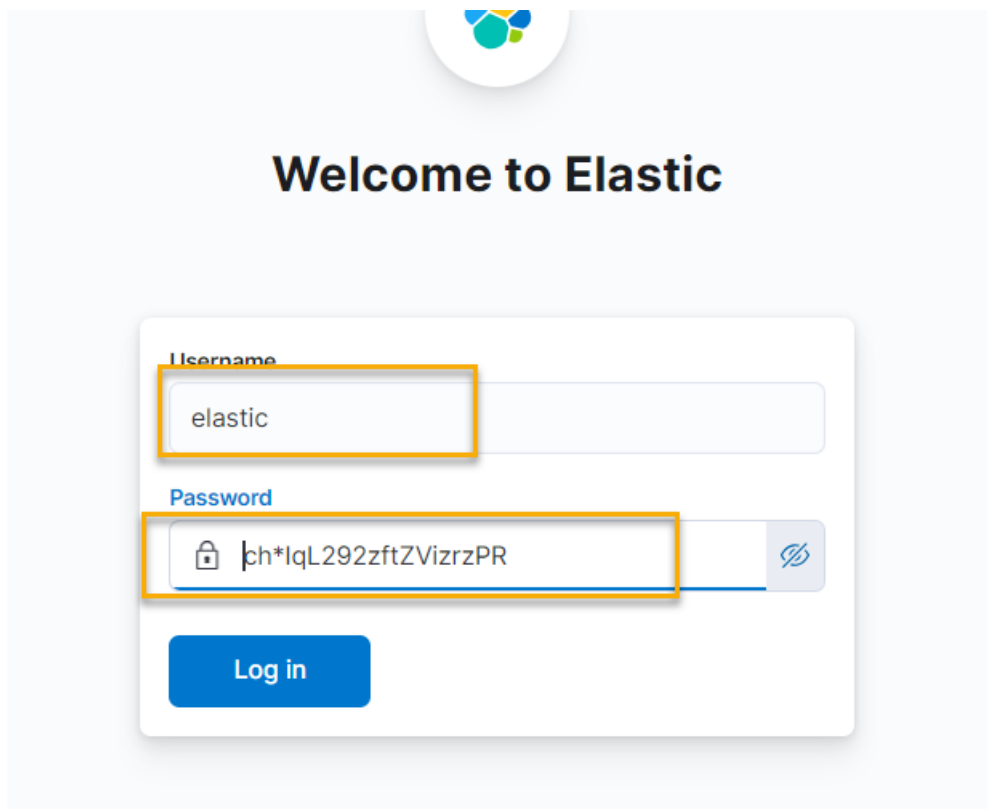 Welcome to Elastic
Username
elastic
Password
ch*IqL292zftZVizrzPR
Log in